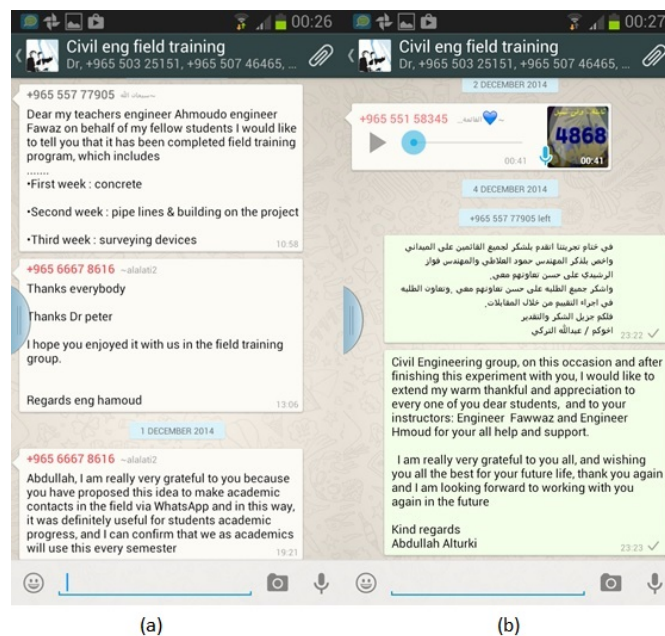 00:26
Civil eng field training
Dr, +965 503 25151, +965 507 46465, ...
+965 557 77905
Dear my teachers engineer Ahmoudo engineer
Fawaz on behalf of my fellow students I would like
to tell you that it has been completed field training
program, which includes
.......
•First week : concrete
•Second week : pipe lines & building on the project
•Third week : surveying devices
10:58
+965 6667 8616 ~alalati2
Thanks everybody
Thanks Dr peter
I hope you enjoyed it with us in the field training
group.
Regards eng hamoud
13:06
1 DECEMBER 2014
+965 6667 8616 ~alalati2
Abdullah, I am really very grateful to you because
you have proposed this idea to make academic
contacts in the field via WhatsApp and in this way,
it was definitely useful for students academic
progress, and I can confirm that we as academics
will use this every semester
19:21
(a)
00:27
Civil eng field training
Dr, +965 503 25151, +965 507 46465, ...
2 DECEMBER 2014
+965 551 58345
4868
00:41
00:41
4 DECEMBER 2014
+965 557 77905 left
في ختام تجربتنا اتقدم بلشكر لجميع القائمين على الميداني
واخص بلذكر المهندس حمود العلاطي والمهندس فواز
الرشيدي على حسن تعاونهم معي.
واشكر جميع الطلبه على حسن تعاونهم معي ,وتعاون الطلبه
في اجراء التقييم من خلال المقابلات.
فلكم جزيل الشكر والتقدير
اخوكم / عبدالله التركي
23:22
Civil Engineering group, on this occasion and after
finishing this experiment with you, I would like to
extend my warm thankful and appreciation to
every one of you dear students, and to your
instructors: Engineer Fawwaz and Engineer
Hmoud for your all help and support.
I am really very grateful to you all, and wishing
you all the best for your future life, thank you again
and I am looking forward to working with you
again in the future
Kind regards
Abdullah Alturki
23:23
(b)